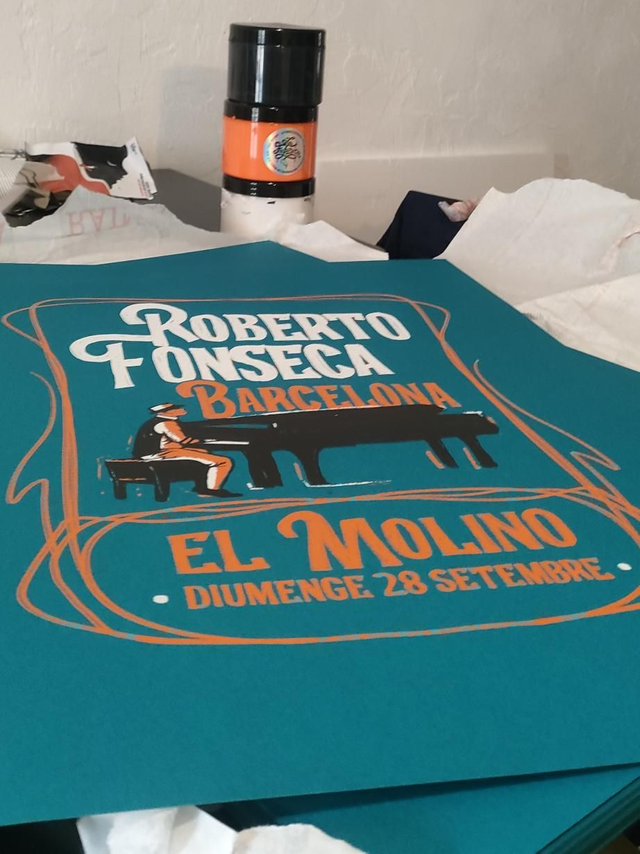 ROBERTO
FONSECA
BARCELONA
EL MOLINO
• DIUMENGE 28 SETEMBRE •